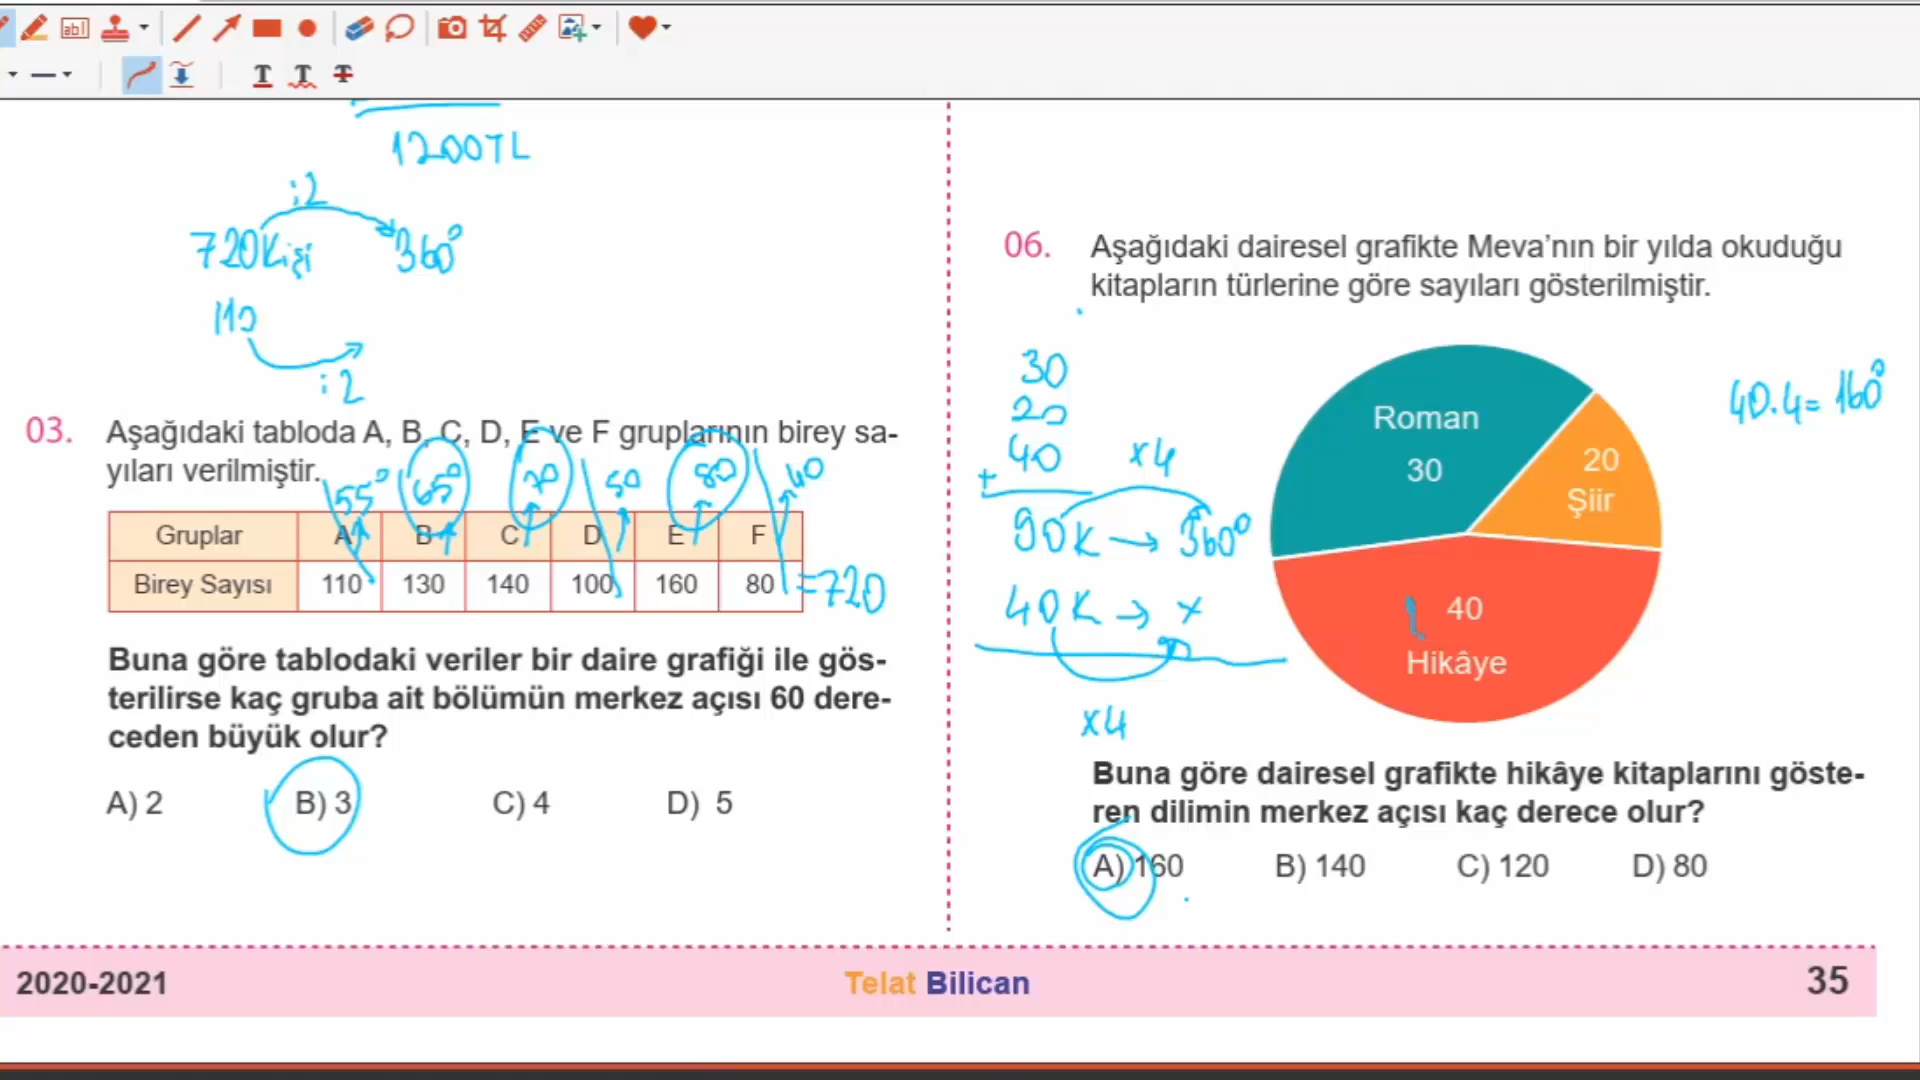 1200TL
:2
720Kişi 360°
110
:2
03. Aşağıdaki tabloda A, B, C, D, E ve F gruplarının birey sa-
yıları verilmiştir.
55° 65° 70 50 80 40
Gruplar A B C D E F
Birey Sayısı 110 130 140 100 160 80 =720
Buna göre tablodaki veriler bir daire grafiği ile gös-
terilirse kaç gruba ait bölümün merkez açısı 60 dere-
ceden büyük olur?
A) 2 B) 3 C) 4 D) 5
06. Aşağıdaki dairesel grafikte Meva’nın bir yılda okuduğu
kitapların türlerine göre sayıları gösterilmiştir.
30
20
+ 40
x4
90K → 360°
40K → x
x4
Roman
30
20
Şiir
40
Hikâye
40.4= 160°
Buna göre dairesel grafikte hikâye kitaplarını göste-
ren dilimin merkez açısı kaç derece olur?
A) 160 B) 140 C) 120 D) 80
2020-2021 Telat Bilican 35